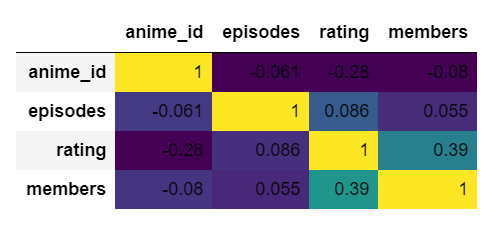 anime_id episodes rating members
anime_id 1 -0.061 -0.28 -0.08
episodes -0.061 1 0.086 0.055
rating -0.28 0.086 1 0.39
members -0.08 0.055 0.39 1